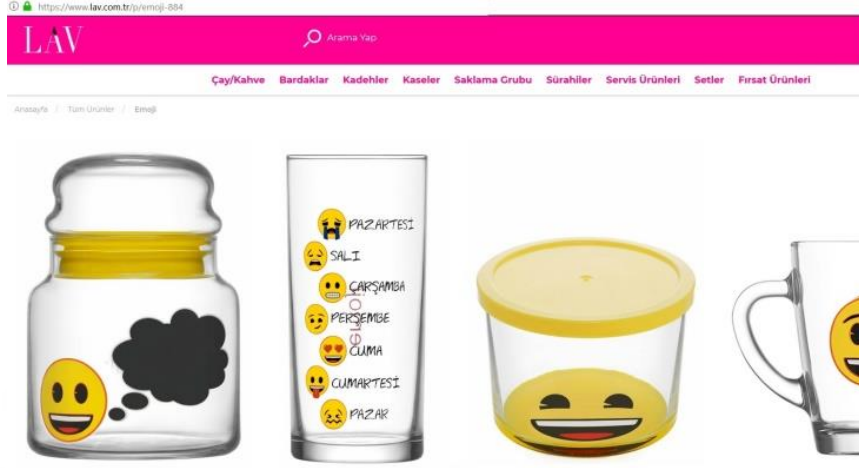 https://www.lav.com.tr/p/emoji-884
LAV
Arama Yap
Çay/Kahve Bardaklar Kadehler Kaseler Saklama Grubu Sürahiler Servis Ürünleri Setler Fırsat Ürünleri
Anasayfa / Tüm Ürünler / Emoji
PAZARTESİ
SALI
ÇARŞAMBA
PERŞEMBE
CUMA
CUMARTESİ
PAZAR